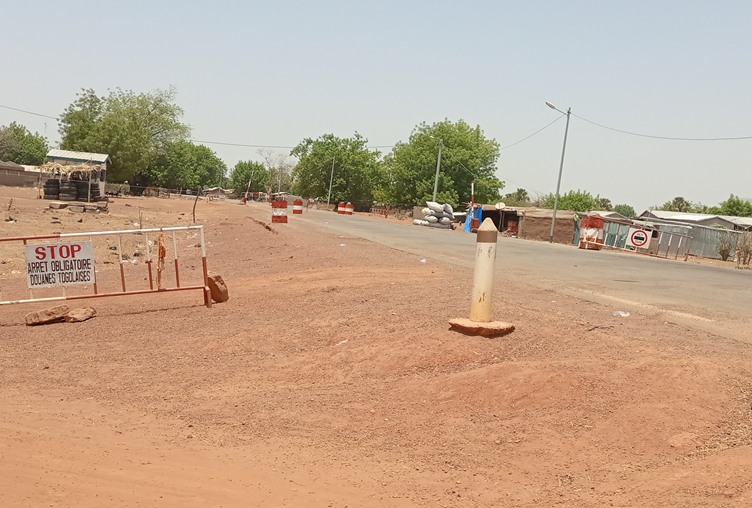 STOP
ARRET OBLIGATOIRE
DOUANES TOGOLAISES